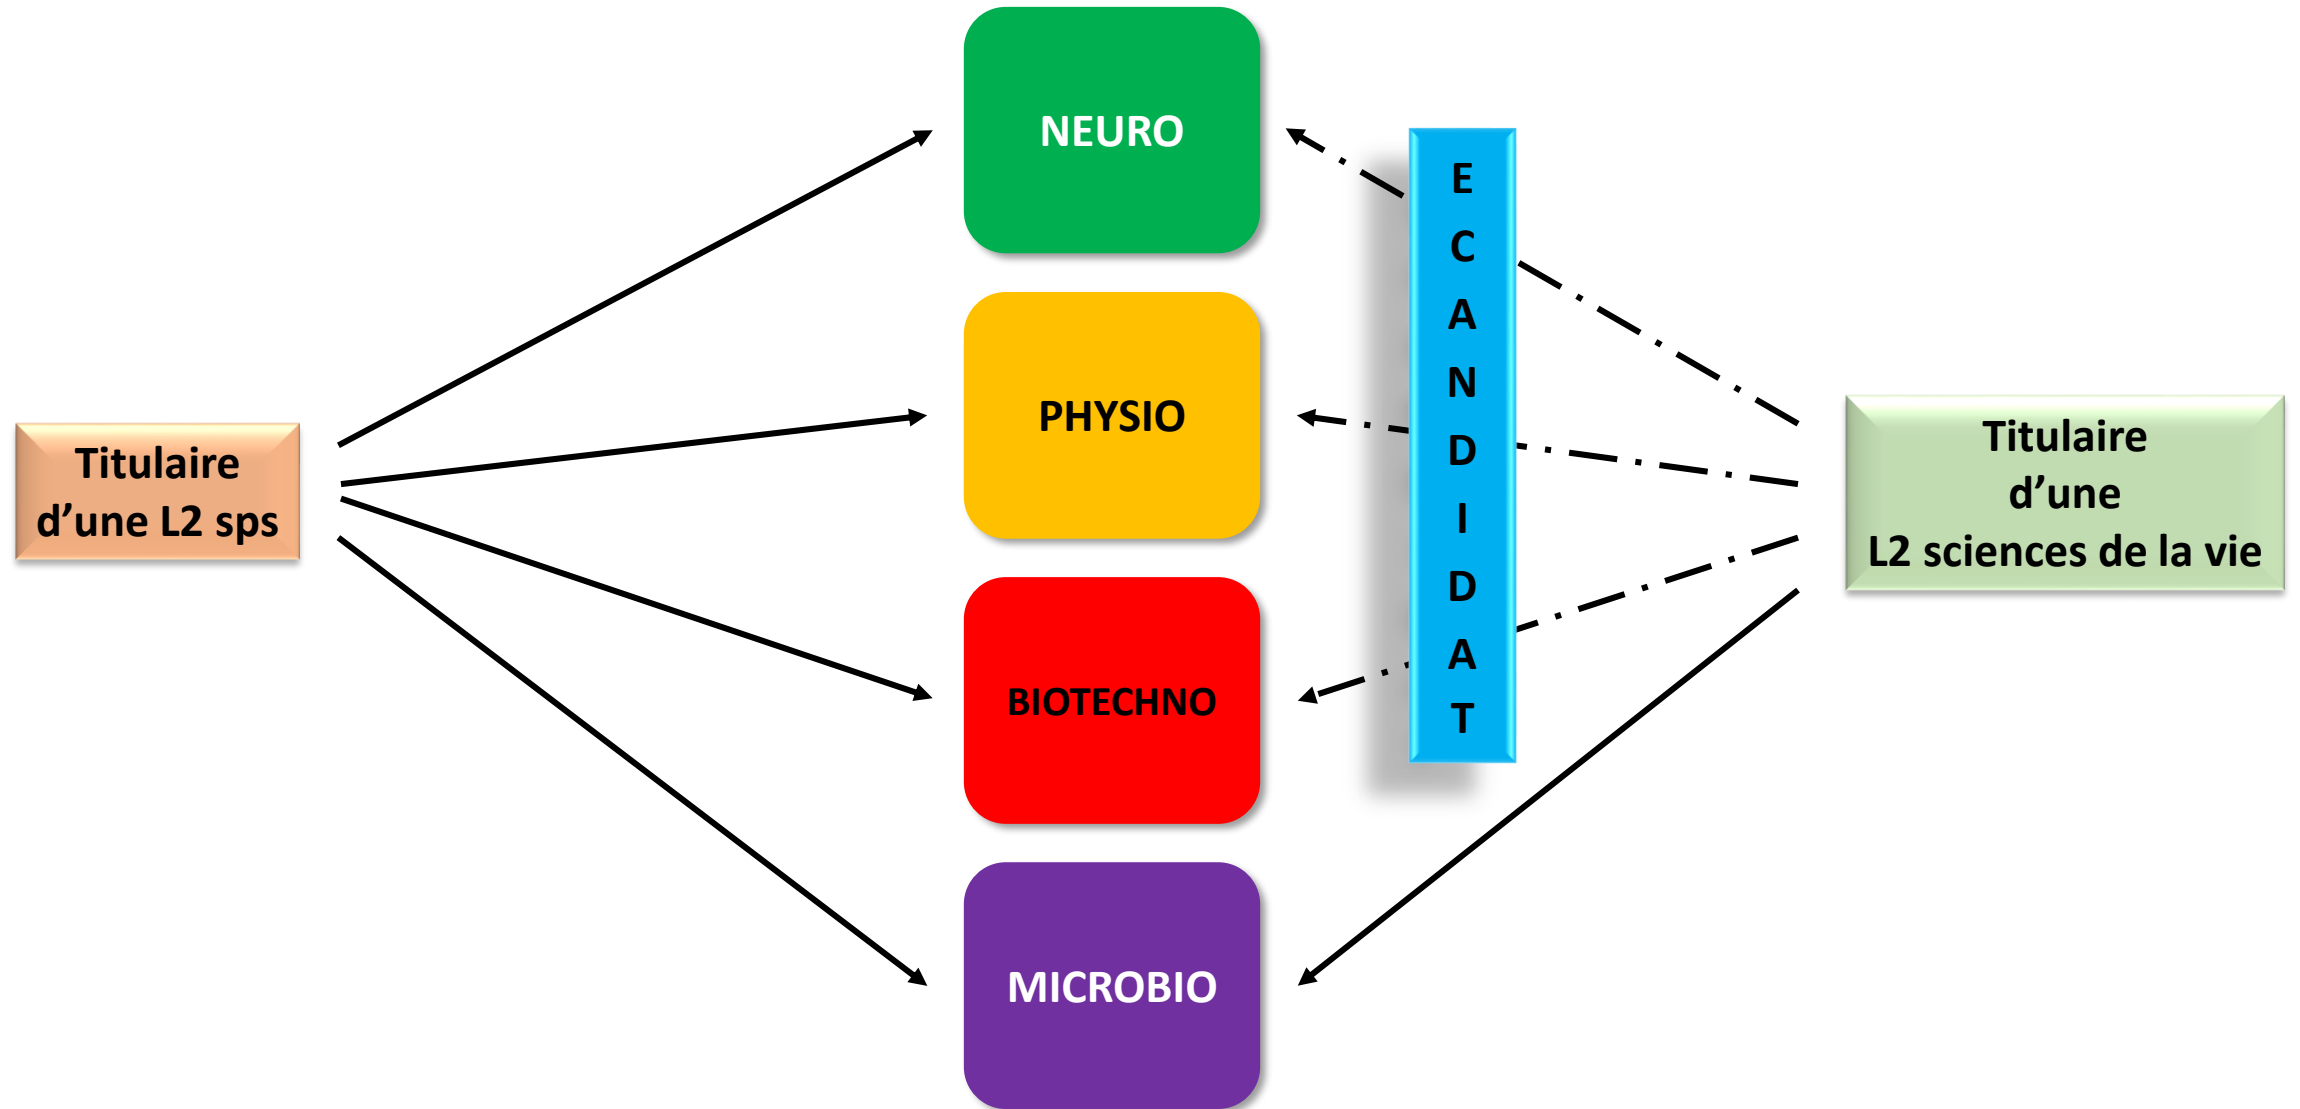 NEURO
PHYSIO
BIOTECHNO
MICROBIO
E
C
A
N
D
I
D
A
T
Titulaire
d’une L2 sps
Titulaire
d’une
L2 sciences de la vie